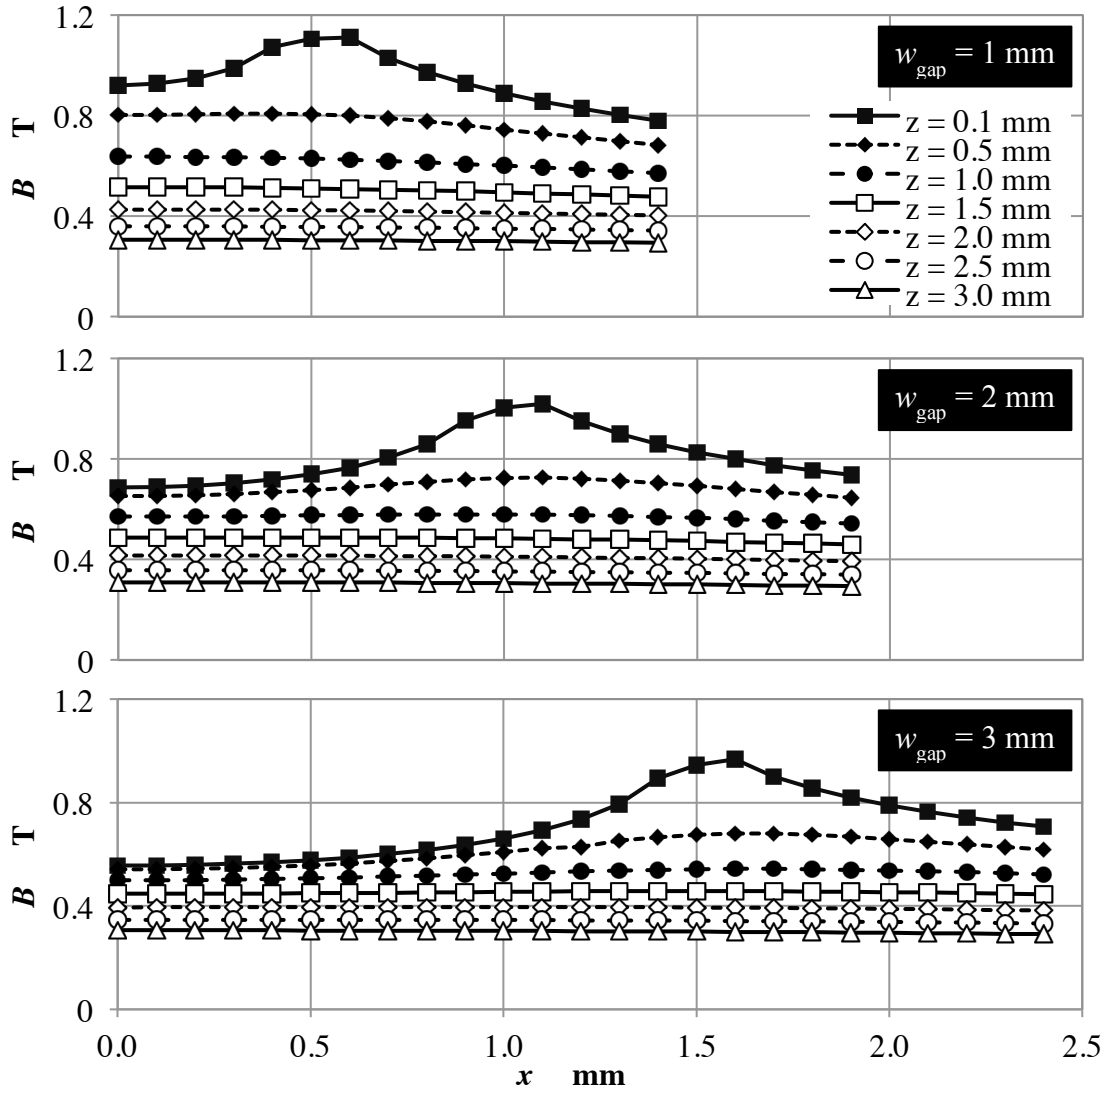 1.2
w_gap = 1 mm
0.8
B T
0.4
0
z = 0.1 mm
z = 0.5 mm
z = 1.0 mm
z = 1.5 mm
z = 2.0 mm
z = 2.5 mm
z = 3.0 mm
1.2
w_gap = 2 mm
0.8
B T
0.4
0
1.2
w_gap = 3 mm
0.8
B T
0.4
0
0.0 0.5 1.0 1.5 2.0 2.5
x mm